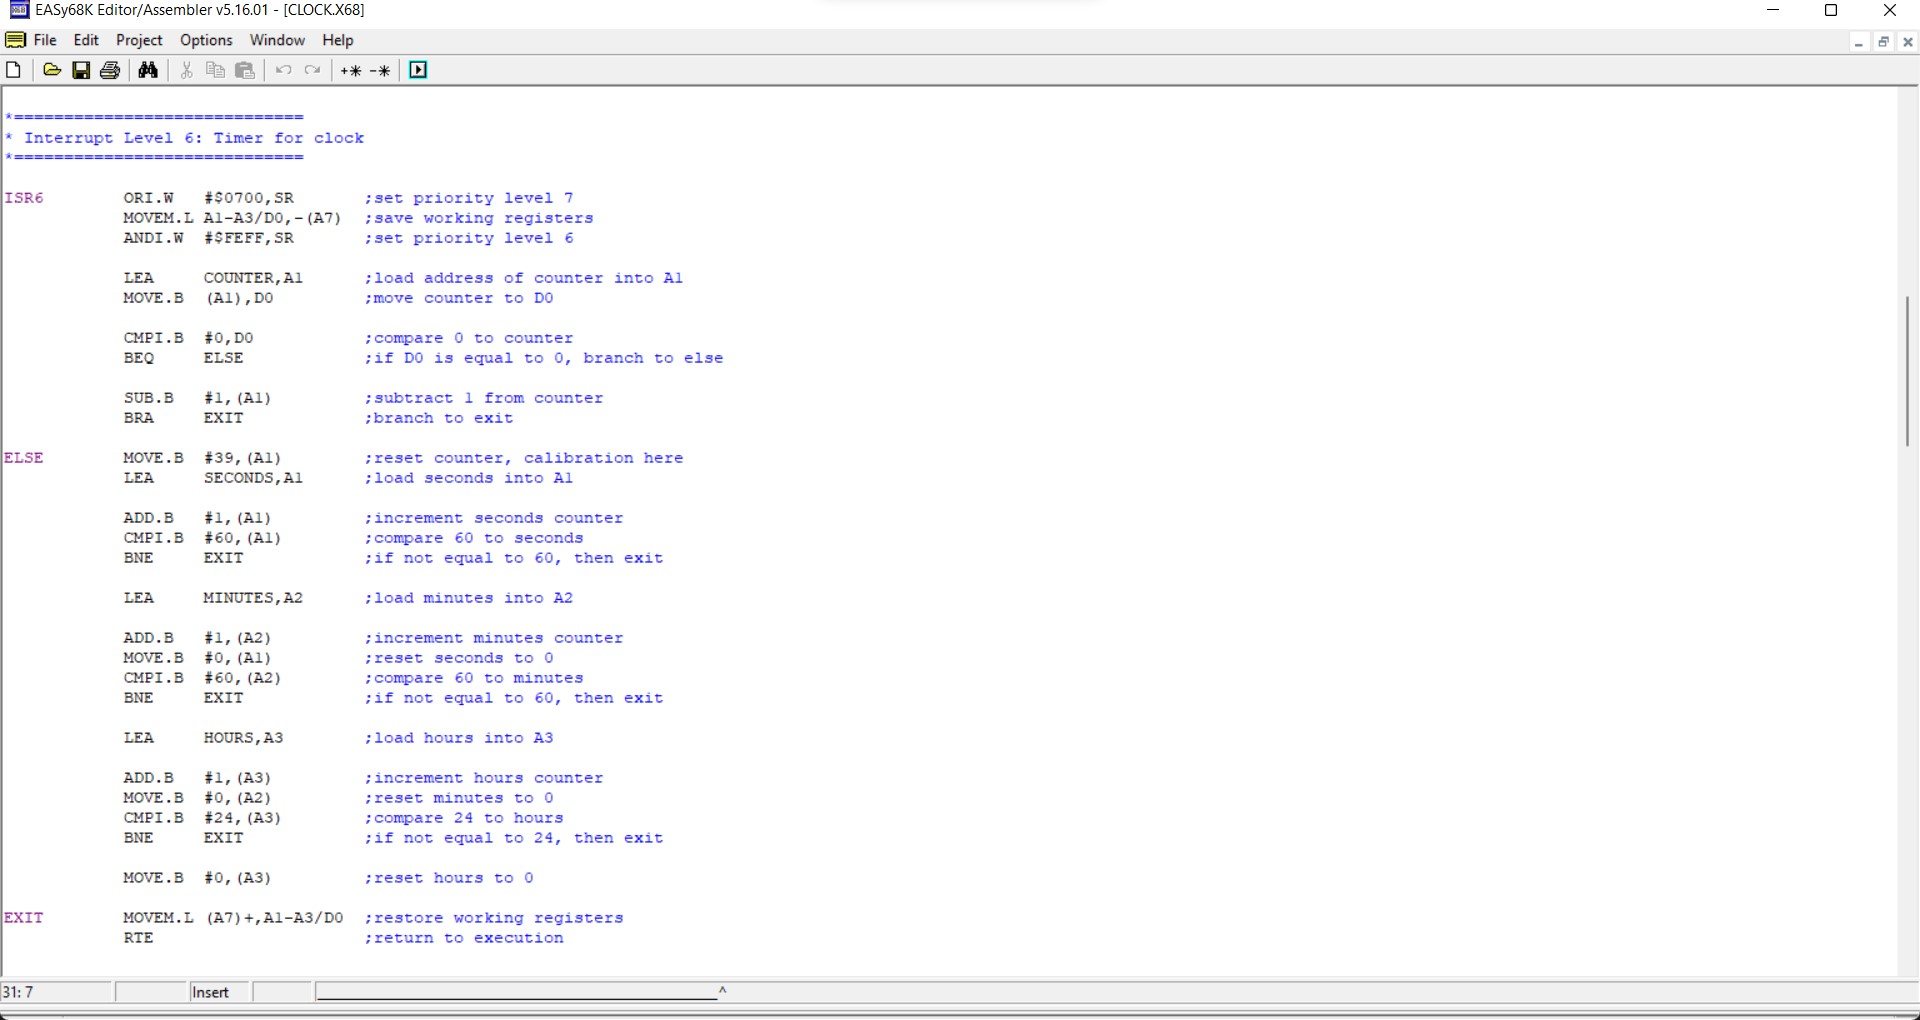 EASy68K Editor/Assembler v5.16.01 - [CLOCK.X68]
File Edit Project Options Window Help
*=============================
* Interrupt Level 6: Timer for clock
*=============================
ISR6 ORI.W #$0700,SR ;set priority level 7
MOVEM.L A1-A3/D0,-(A7) ;save working registers
ANDI.W #$FEFF,SR ;set priority level 6
LEA COUNTER,A1 ;load address of counter into A1
MOVE.B (A1),D0 ;move counter to D0
CMPI.B #0,D0 ;compare 0 to counter
BEQ ELSE ;if D0 is equal to 0, branch to else
SUB.B #1,(A1) ;subtract 1 from counter
BRA EXIT ;branch to exit
ELSE MOVE.B #39,(A1) ;reset counter, calibration here
LEA SECONDS,A1 ;load seconds into A1
ADD.B #1,(A1) ;increment seconds counter
CMPI.B #60,(A1) ;compare 60 to seconds
BNE EXIT ;if not equal to 60, then exit
LEA MINUTES,A2 ;load minutes into A2
ADD.B #1,(A2) ;increment minutes counter
MOVE.B #0,(A1) ;reset seconds to 0
CMPI.B #60,(A2) ;compare 60 to minutes
BNE EXIT ;if not equal to 60, then exit
LEA HOURS,A3 ;load hours into A3
ADD.B #1,(A3) ;increment hours counter
MOVE.B #0,(A2) ;reset minutes to 0
CMPI.B #24,(A3) ;compare 24 to hours
BNE EXIT ;if not equal to 24, then exit
MOVE.B #0,(A3) ;reset hours to 0
EXIT MOVEM.L (A7)+,A1-A3/D0 ;restore working registers
RTE ;return to execution
31: 7 Insert ^